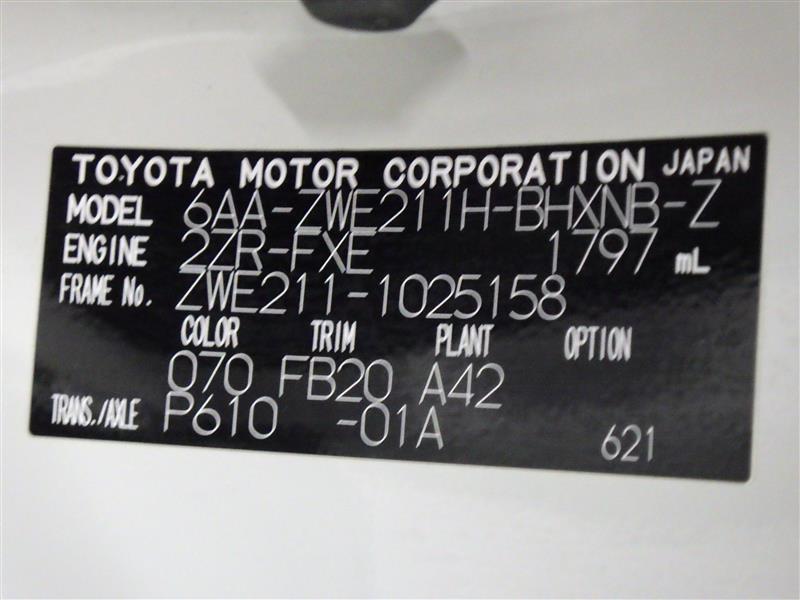 TOYOTA MOTOR CORPORATION JAPAN
MODEL 6AA-ZWE211H-BHXNB-Z
ENGINE 2ZR-FXE 1797 mL
FRAME No. ZWE211-1025158
COLOR TRIM PLANT OPTION
070 FB20 A42
TRANS./AXLE P610 -01A 621